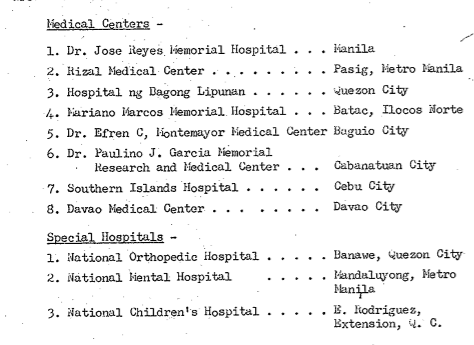 Medical Centers -
1. Dr. Jose Reyes Memorial Hospital . . . Manila
2. Rizal Medical Center . . . . . . . . . Pasig, Metro Manila
3. Hospital ng Bagong Lipunan . . . . . . Quezon City
4. Mariano Marcos Memorial Hospital . . . Batac, Ilocos Norte
5. Dr. Efren C, Montemayor Medical Center Baguio City
6. Dr. Paulino J. Garcia Memorial
Research and Medical Center . . . Cabanatuan City
7. Southern Islands Hospital . . . . . . Cebu City
8. Davao Medical Center . . . . . . . . Davao City
Special Hospitals -
1. National Orthopedic Hospital . . . . . Banawe, Quezon City
2. National Mental Hospital . . . . . Mandaluyong, Metro
Manila
3. National Children's Hospital . . . . . E. Rodriguez,
Extension, Q. C.